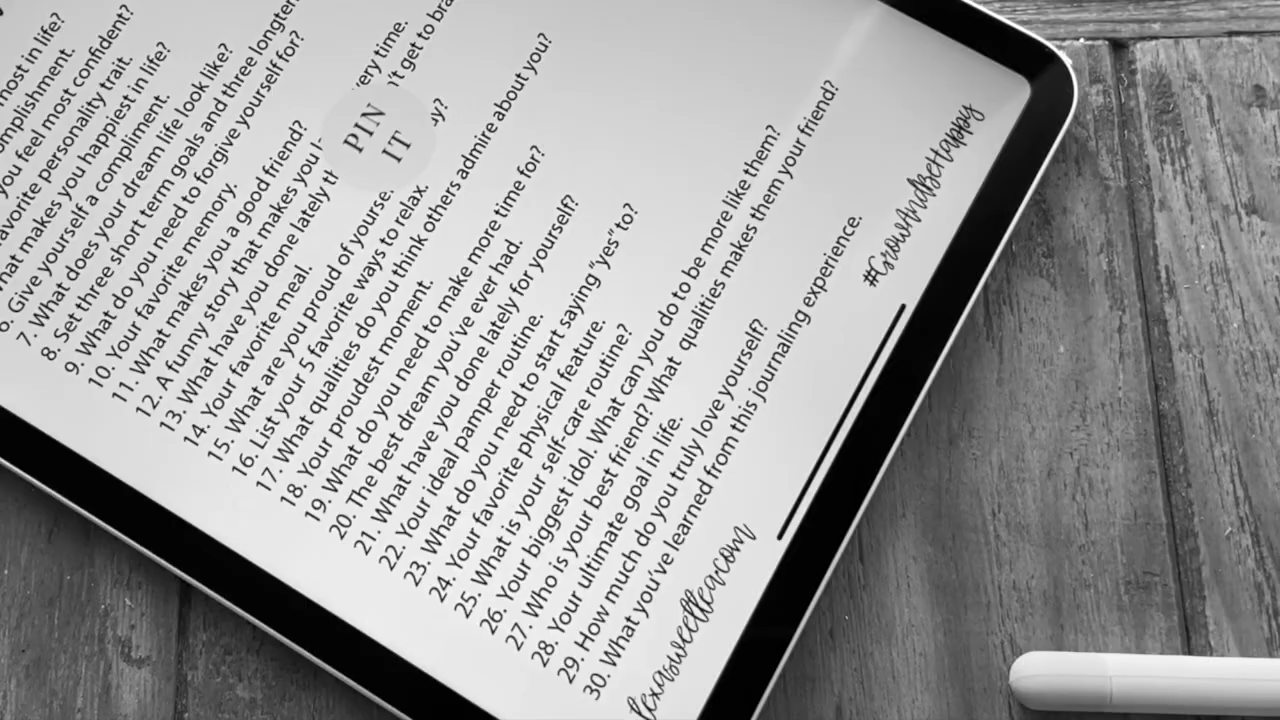 most in life?
you feel most confident?
favorite personality trait.
makes you happiest in life?
6. Give yourself a compliment.
7. What does your dream life look like?
8. Set three short term goals and three
9. What do you need to forgive yourself for?
10. Your favorite memory.
11. What makes you a good friend?
12. A funny story that makes you every time.
13. What have you done lately 't get to
14. Your favorite meal.
15. What are you proud of
16. List your 5 favorite ways to relax.
17. What qualities do you think others admire about you?
18. Your proudest moment.
19. What do you need to make more time for?
20. The best dream you've ever had.
21. What have you done lately for yourself?
22. Your ideal pamper routine.
23. What do you need to start saying "yes" to?
24. Your favorite physical feature.
25. What is your self-care routine?
26. Your biggest idol. What can you do to be more like them?
27. Who is your best friend? What qualities makes them your friend?
28. Your ultimate goal in life.
29. How much do you truly love yourself?
30. What you've learned from this journaling experience.
lexasweetlea.com
#Growandbehappy
PIN
IT